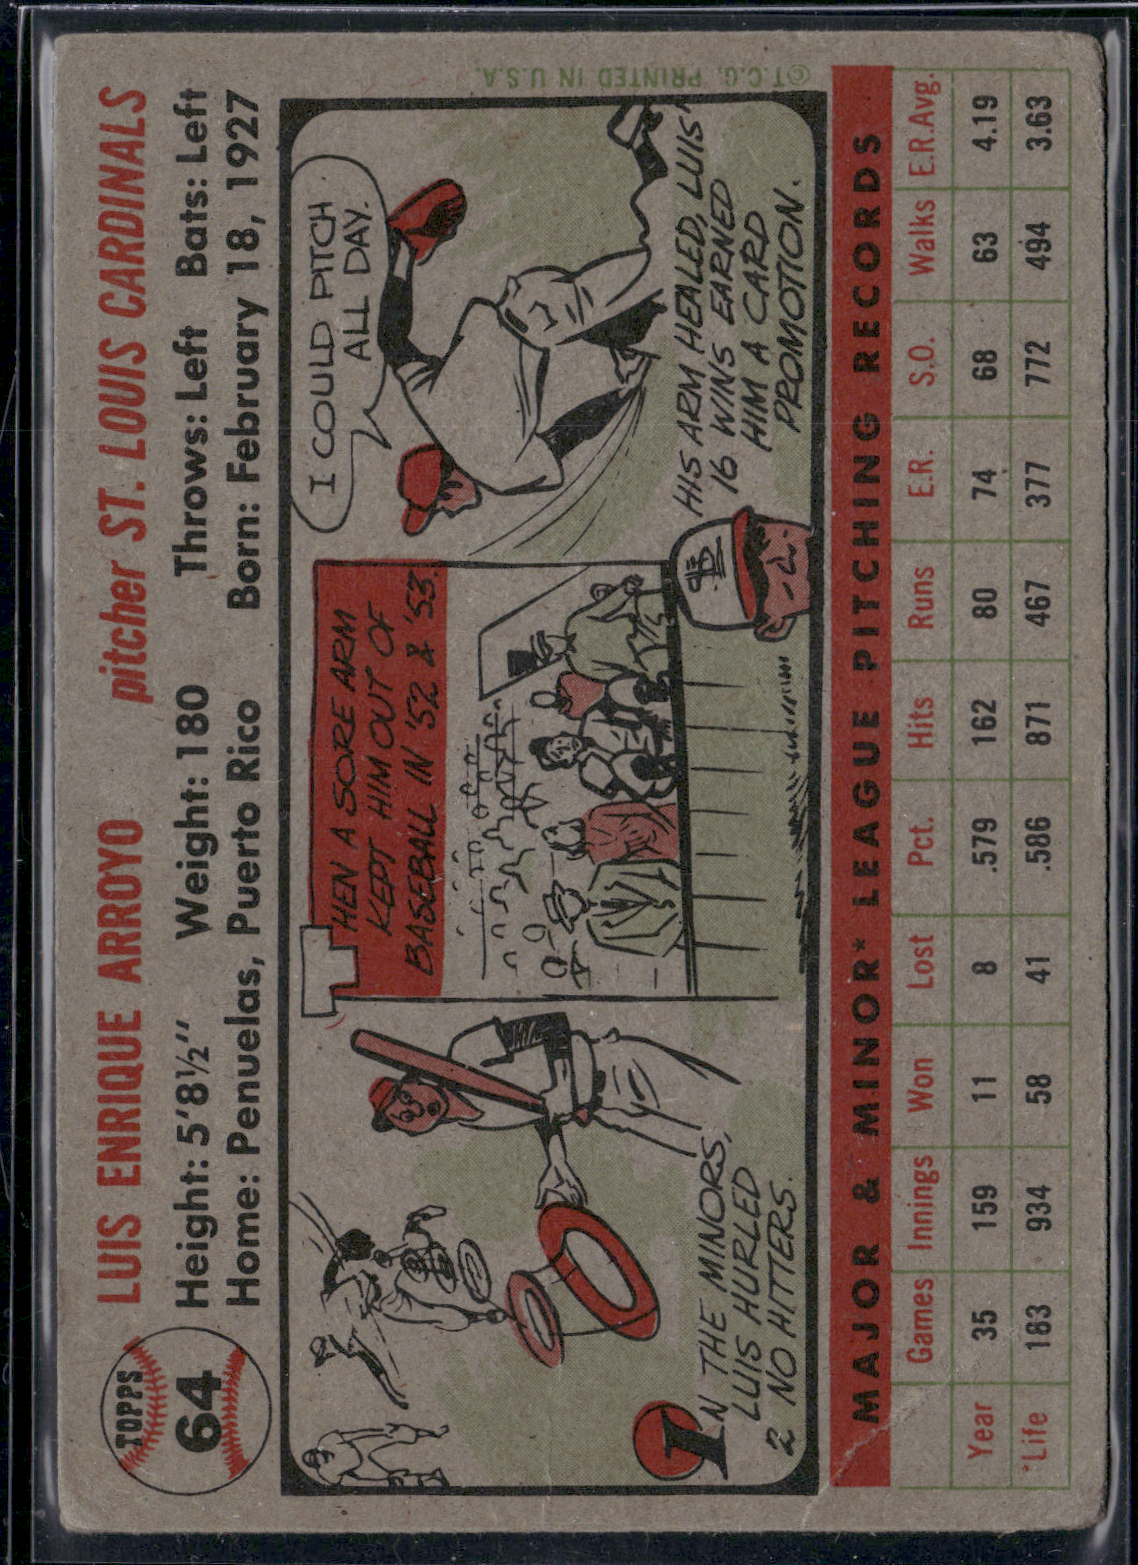 TOPPS
64
LUIS ENRIQUE ARROYO pitcher ST. LOUIS CARDINALS
Height: 5'8½" Weight: 180 Throws: Left Bats: Left
Home: Penuelas, Puerto Rico Born: February 18, 1927
IN THE MINORS,
LUIS HURLED
2 NO HITTERS.
THEN A SORE ARM
KEPT HIM OUT OF
BASEBALL IN '52 & '53.
I COULD PITCH
ALL DAY.
HIS ARM HEALED, LUIS'
16 WINS EARNED
HIM A CARD
PROMOTION.
©T.C.G. PRINTED IN U.S.A.
MAJOR & MINOR* LEAGUE PITCHING RECORDS
Games Innings Won Lost Pct. Hits Runs E.R. S.O. Walks E.R.Avg.
Year 35 159 11 8 .579 162 80 74 68 63 4.19
*Life 183 934 58 41 .586 871 467 377 772 494 3.63